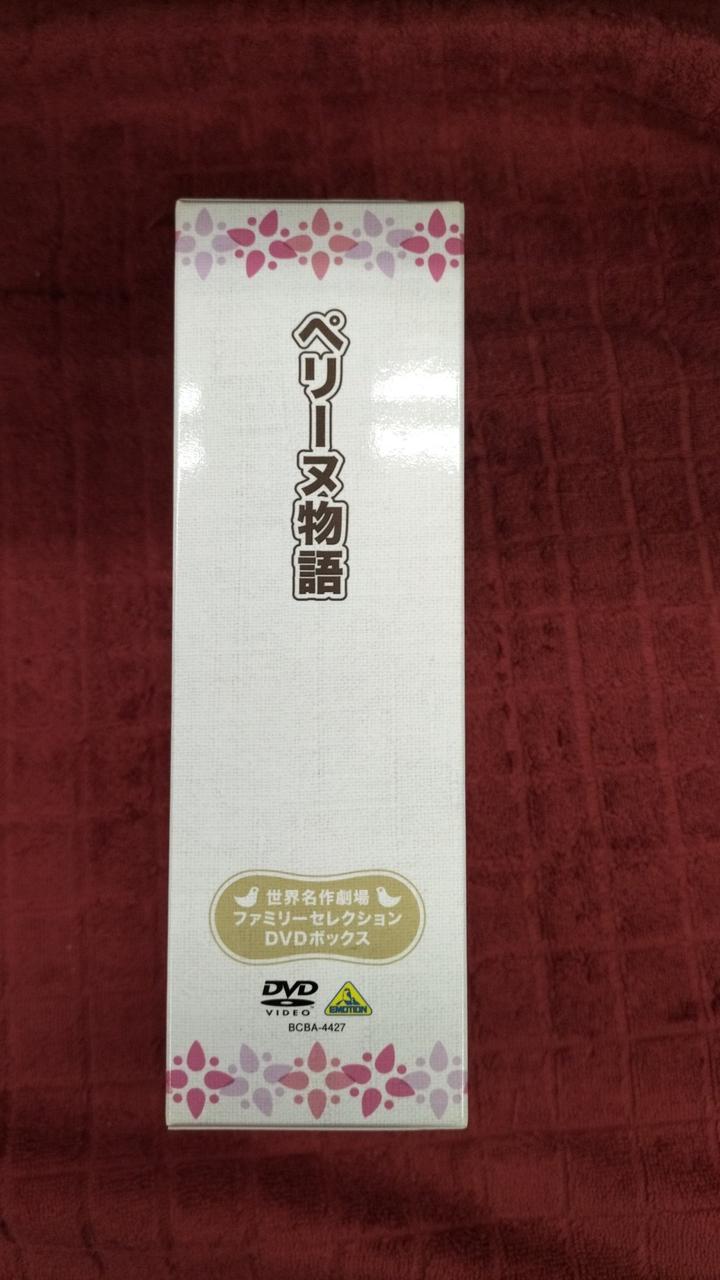 ペリーヌ物語
世界名作劇場
ファミリーセレクション
DVDボックス
DVD
VIDEO™
EMOTION
BCBA-4427